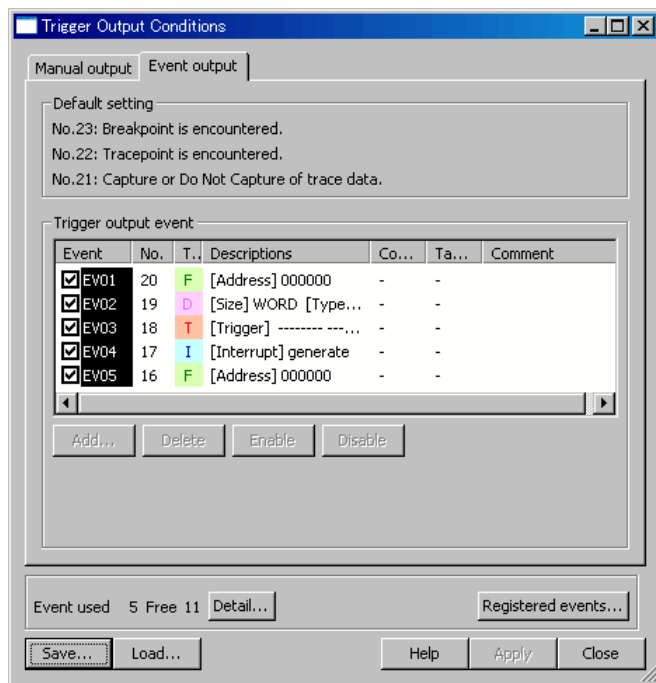 Trigger Output Conditions
Manual output Event output
Default setting
No.23: Breakpoint is encountered.
No.22: Tracepoint is encountered.
No.21: Capture or Do Not Capture of trace data.
Trigger output event
Event No. T.. Descriptions Co... Ta... Comment
EV01 20 F [Address] 000000 - -
EV02 19 D [Size] WORD [Type... - -
EV03 18 T [Trigger] -------- ---... - -
EV04 17 I [Interrupt] generate - -
EV05 16 F [Address] 000000 - -
Add... Delete Enable Disable
Event used 5 Free 11 Detail... Registered events...
Save... Load... Help Apply Close